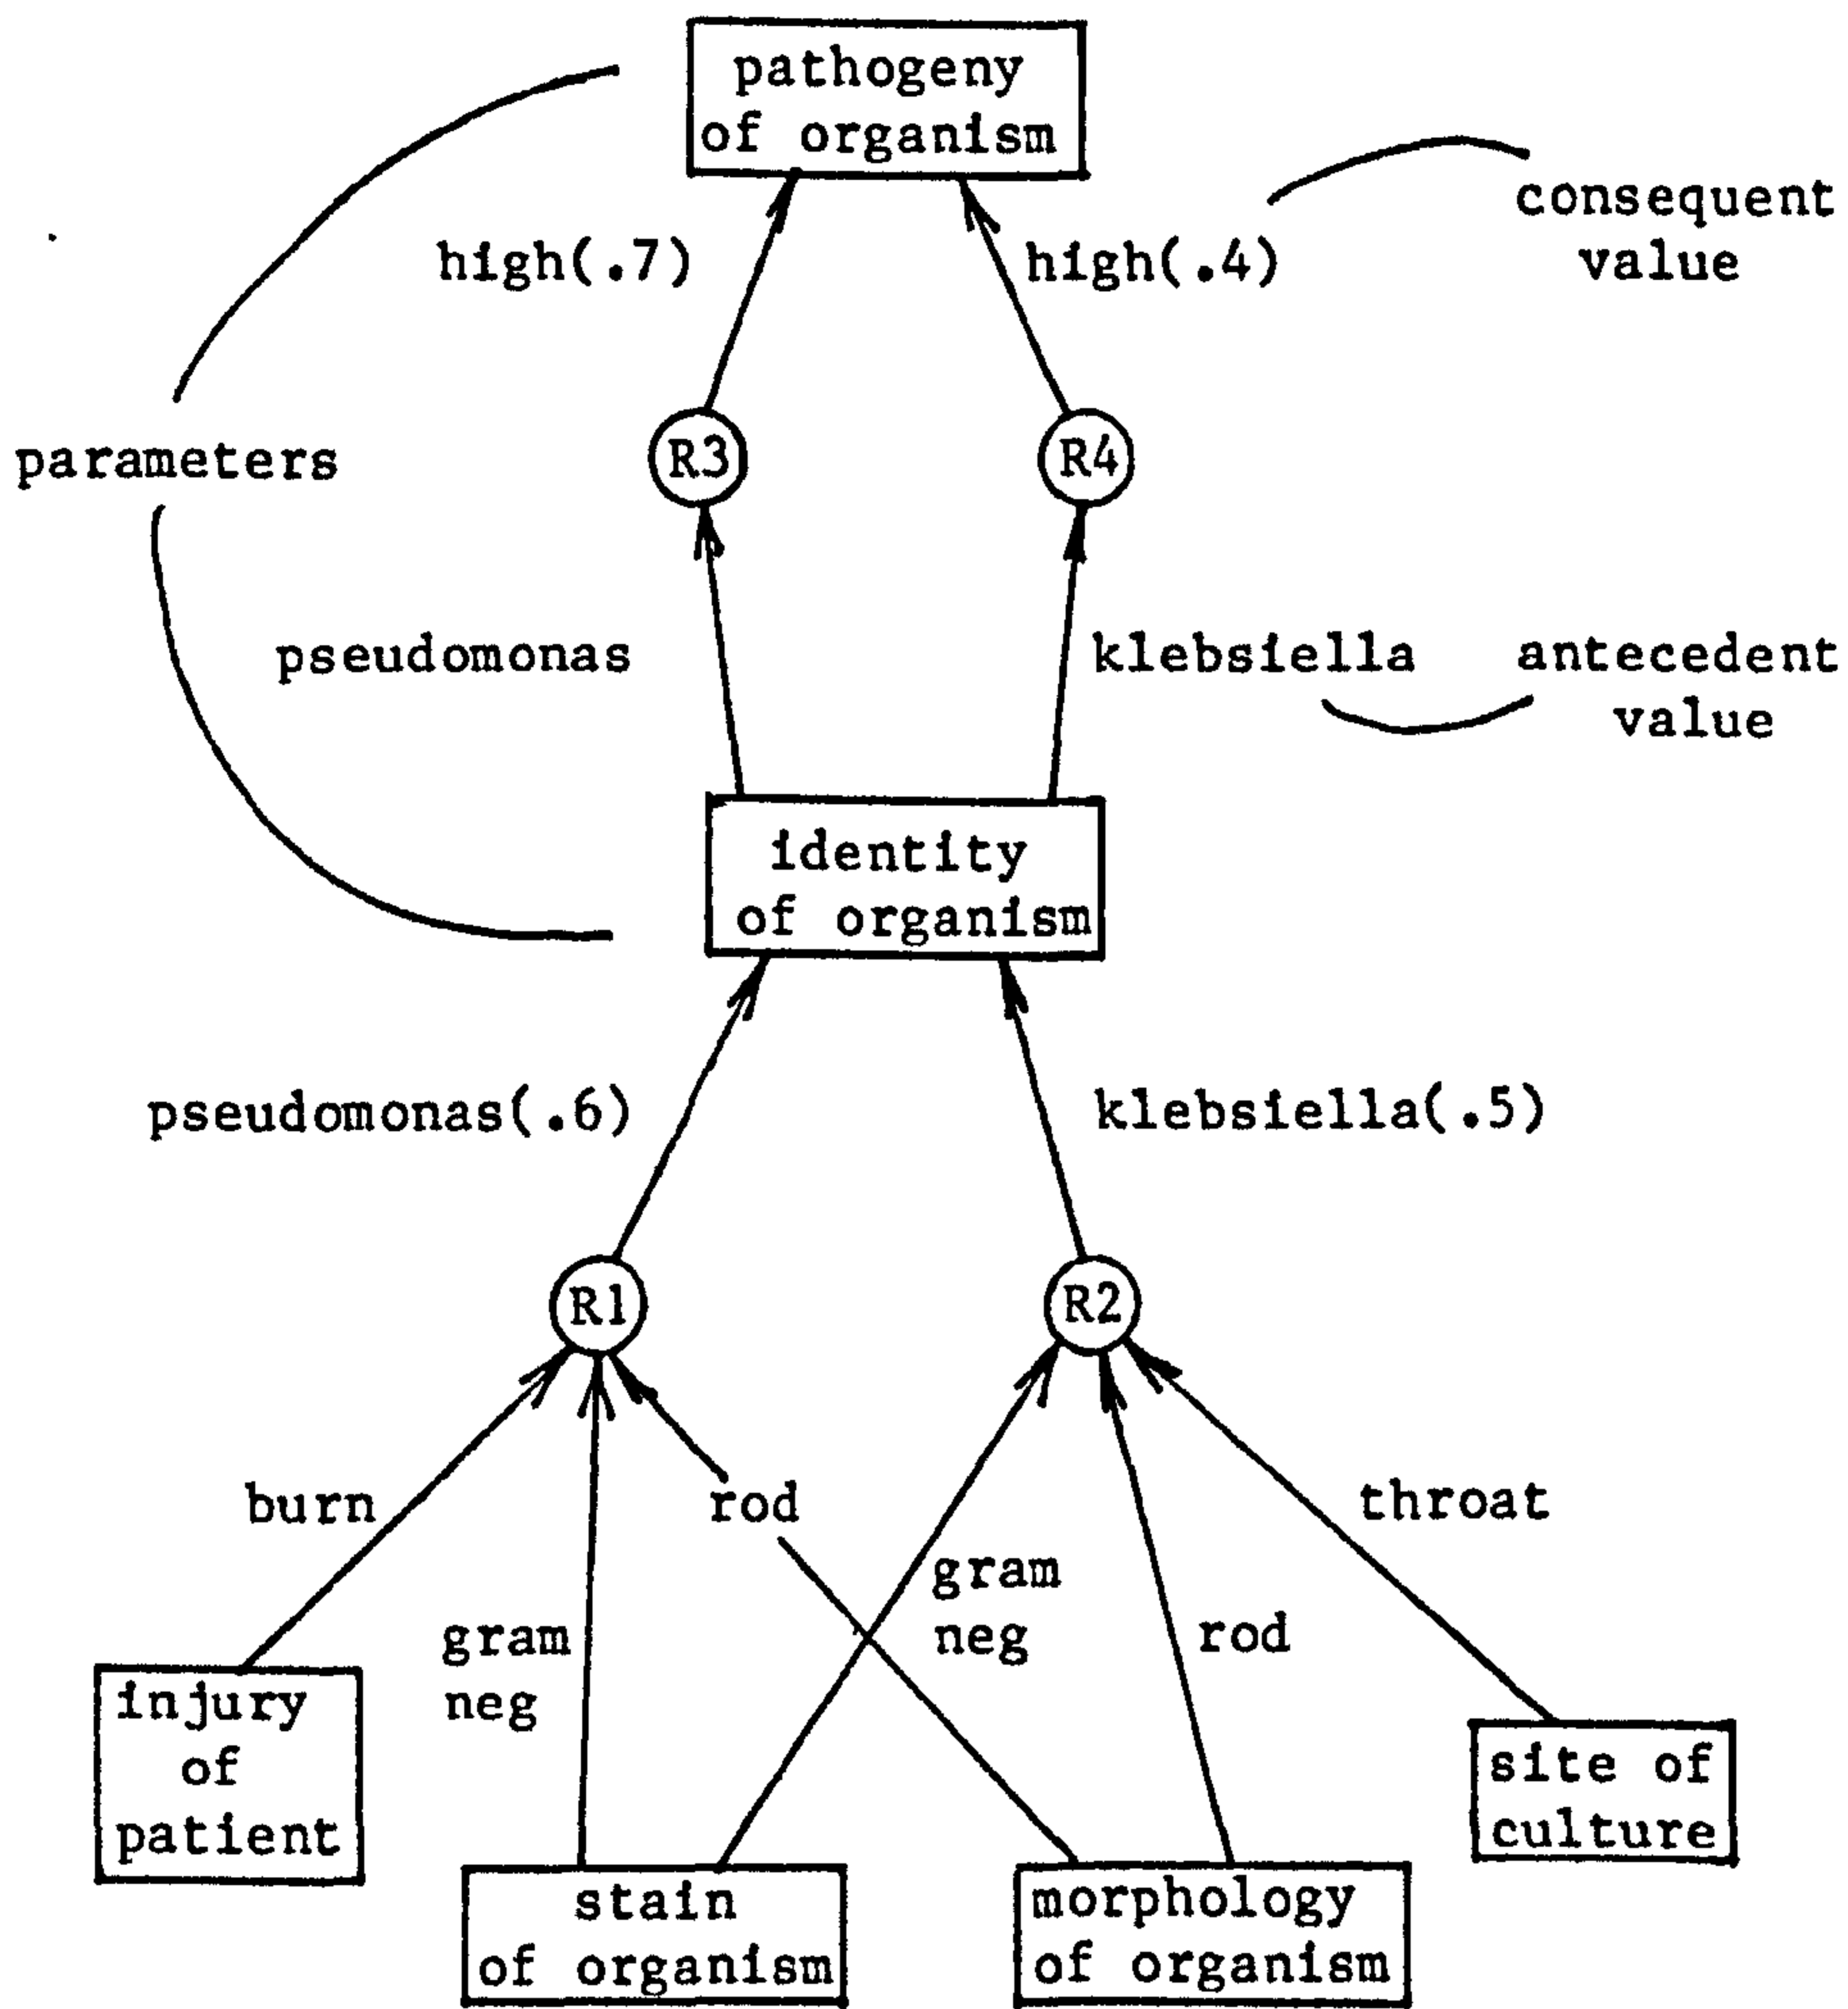 pathogeny
of organism
consequent
value
high(.7)
high(.4)
parameters
R3
R4
pseudomonas
klebsiella
antecedent
value
identity
of organism
pseudomonas(.6)
klebsiella(.5)
R1
R2
burn
rod
throat
gram
neg
gram
neg
rod
injury
of
patient
site of
culture
stain
of organism
morphology
of organism